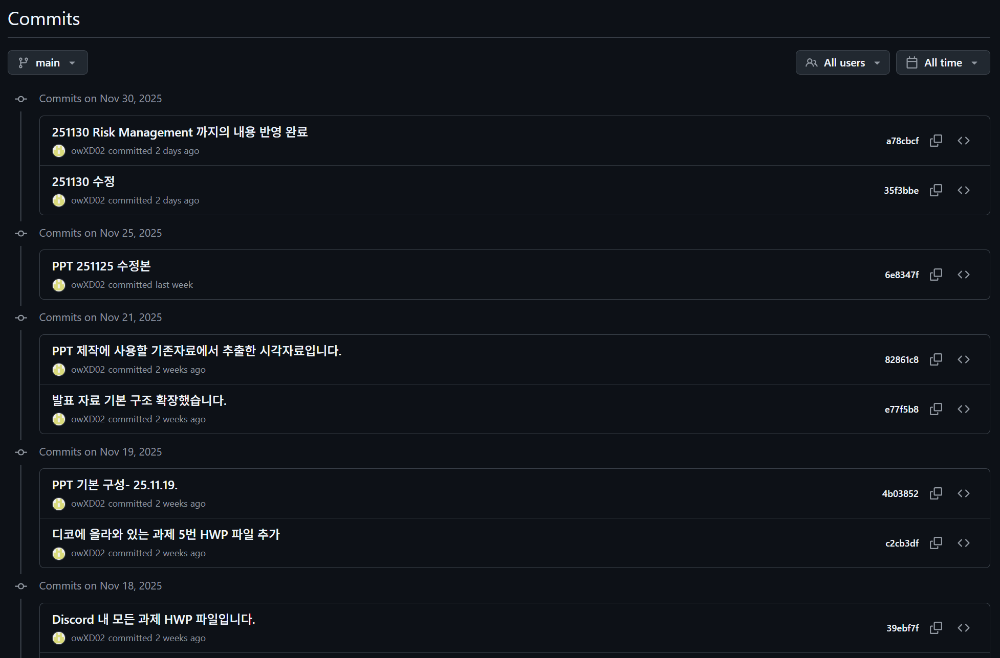 Commits
main
All users
All time
Commits on Nov 30, 2025
251130 Risk Management 까지의 내용 반영 완료
a78cbcf
owXD02 committed 2 days ago
251130 수정
35f3bbe
owXD02 committed 2 days ago
Commits on Nov 25, 2025
PPT 251125 수정본
6e8347f
owXD02 committed last week
Commits on Nov 21, 2025
PPT 제작에 사용할 기존자료에서 추출한 시각자료입니다.
82861c8
owXD02 committed 2 weeks ago
발표 자료 기본 구조 확장했습니다.
e77f5b8
owXD02 committed 2 weeks ago
Commits on Nov 19, 2025
PPT 기본 구성- 25.11.19.
4b03852
owXD02 committed 2 weeks ago
디코에 올라와 있는 과제 5번 HWP 파일 추가
c2cb3df
owXD02 committed 2 weeks ago
Commits on Nov 18, 2025
Discord 내 모든 과제 HWP 파일입니다.
39ebf7f
owXD02 committed 2 weeks ago